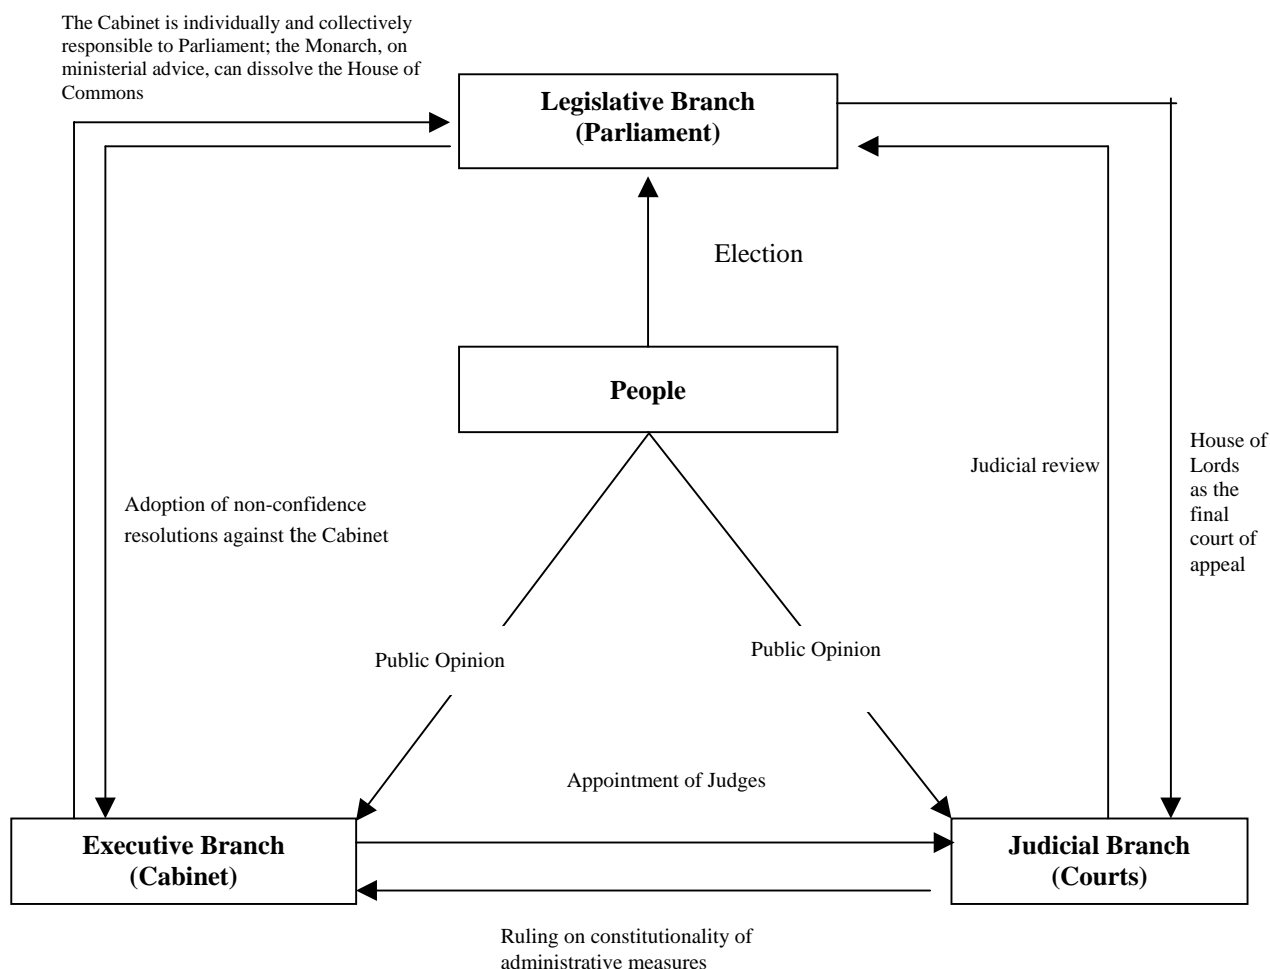 The Cabinet is individually and collectively
responsible to Parliament; the Monarch, on
ministerial advice, can dissolve the House of
Commons
Legislative Branch
(Parliament)
Election
People
Judicial review
House of
Lords
as the
final
court of
appeal
Adoption of non-confidence
resolutions against the Cabinet
Public Opinion
Public Opinion
Appointment of Judges
Executive Branch
(Cabinet)
Judicial Branch
(Courts)
Ruling on constitutionality of
administrative measures